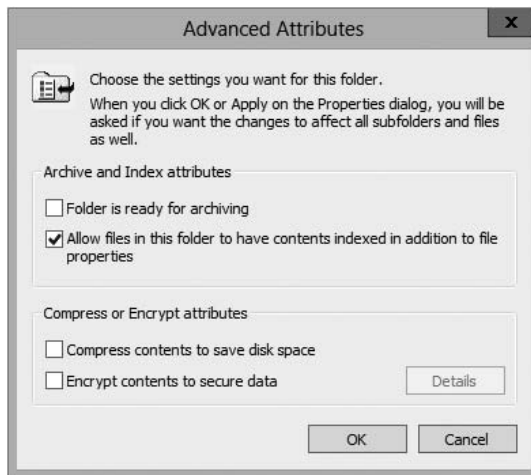 Advanced Attributes
x
Choose the settings you want for this folder.
When you click OK or Apply on the Properties dialog, you will be
asked if you want the changes to affect all subfolders and files
as well.
Archive and Index attributes
Folder is ready for archiving
Allow files in this folder to have contents indexed in addition to file
properties
Compress or Encrypt attributes
Compress contents to save disk space
Encrypt contents to secure data
Details
OK
Cancel